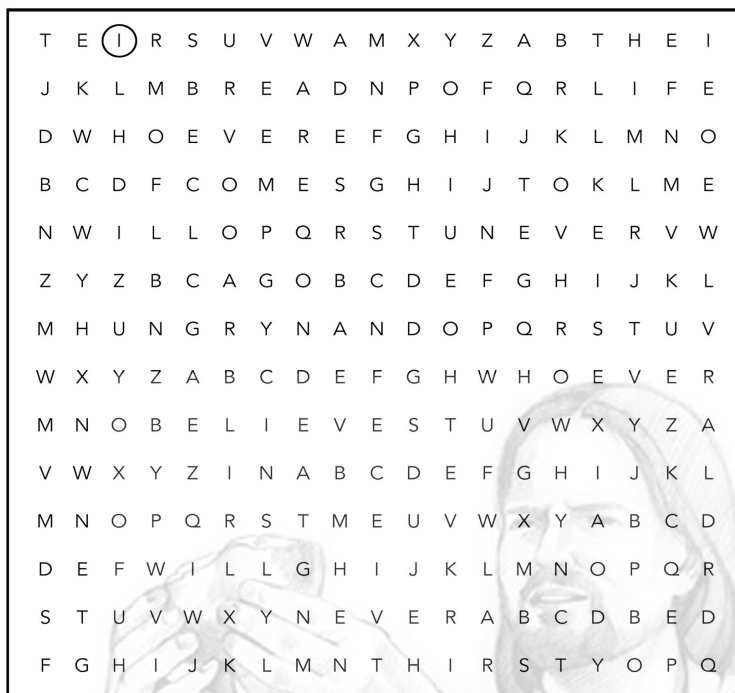 T E I R S U V W A M X Y Z A B T H E I
J K L M B R E A D N P O F Q R L I F E
D W H O E V E R E F G H I J K L M N O
B C D F C O M E S G H I J T O K L M E
N W I L L O P Q R S T U N E V E R V W
Z Y Z B C A G O B C D E F G H I J K L
M H U N G R Y N A N D O P Q R S T U V
W X Y Z A B C D E F G H W H O E V E R
M N O B E L I E V E S T U V W X Y Z A
V W X Y Z I N A B C D E F G H I J K L
M N O P Q R S T M E U V W X Y A B C D
D E F W I L L G H I J K L M N O P Q R
S T U V W X Y N E V E R A B C D B E D
F G H I J K L M N T H I R S T Y O P Q